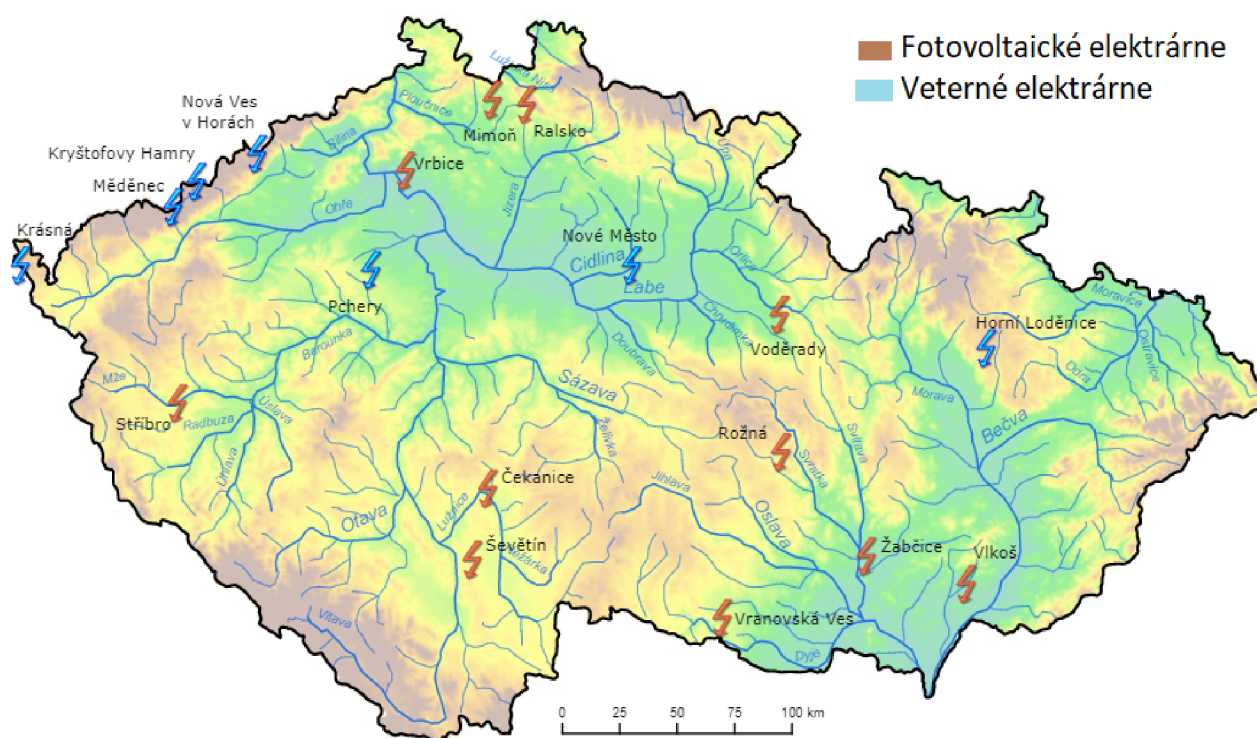 Fotovoltaické elektrárne
Veterné elektrárne
Lužická Nisa
Nová Ves
v Horách
Ploučnice
Mimoň
Ralsko
Bílina
Úpa
Kryštofovy Hamry
Vrbice
Měděnec
Jizera
Ohře
Krásná
Nové Město
Cidlina
Orlice
Labe
Pchery
Chrudimka
Moravice
Horní Loděnice
Ostravice
Voděrady
Doubrava
Berounka
Odra
Mže
Sázava
Morava
Stříbro
Radbuza
Úslava
Bečva
Rožná
Želivka
Svitava
Svratka
Úhlava
Čekanice
Jihlava
Lužnice
Otava
Oslava
Ševětín
Nežárka
Žabčice
Vlkoš
Vltava
Vranovská Ves
Dyje
0 25 50 75 100 km